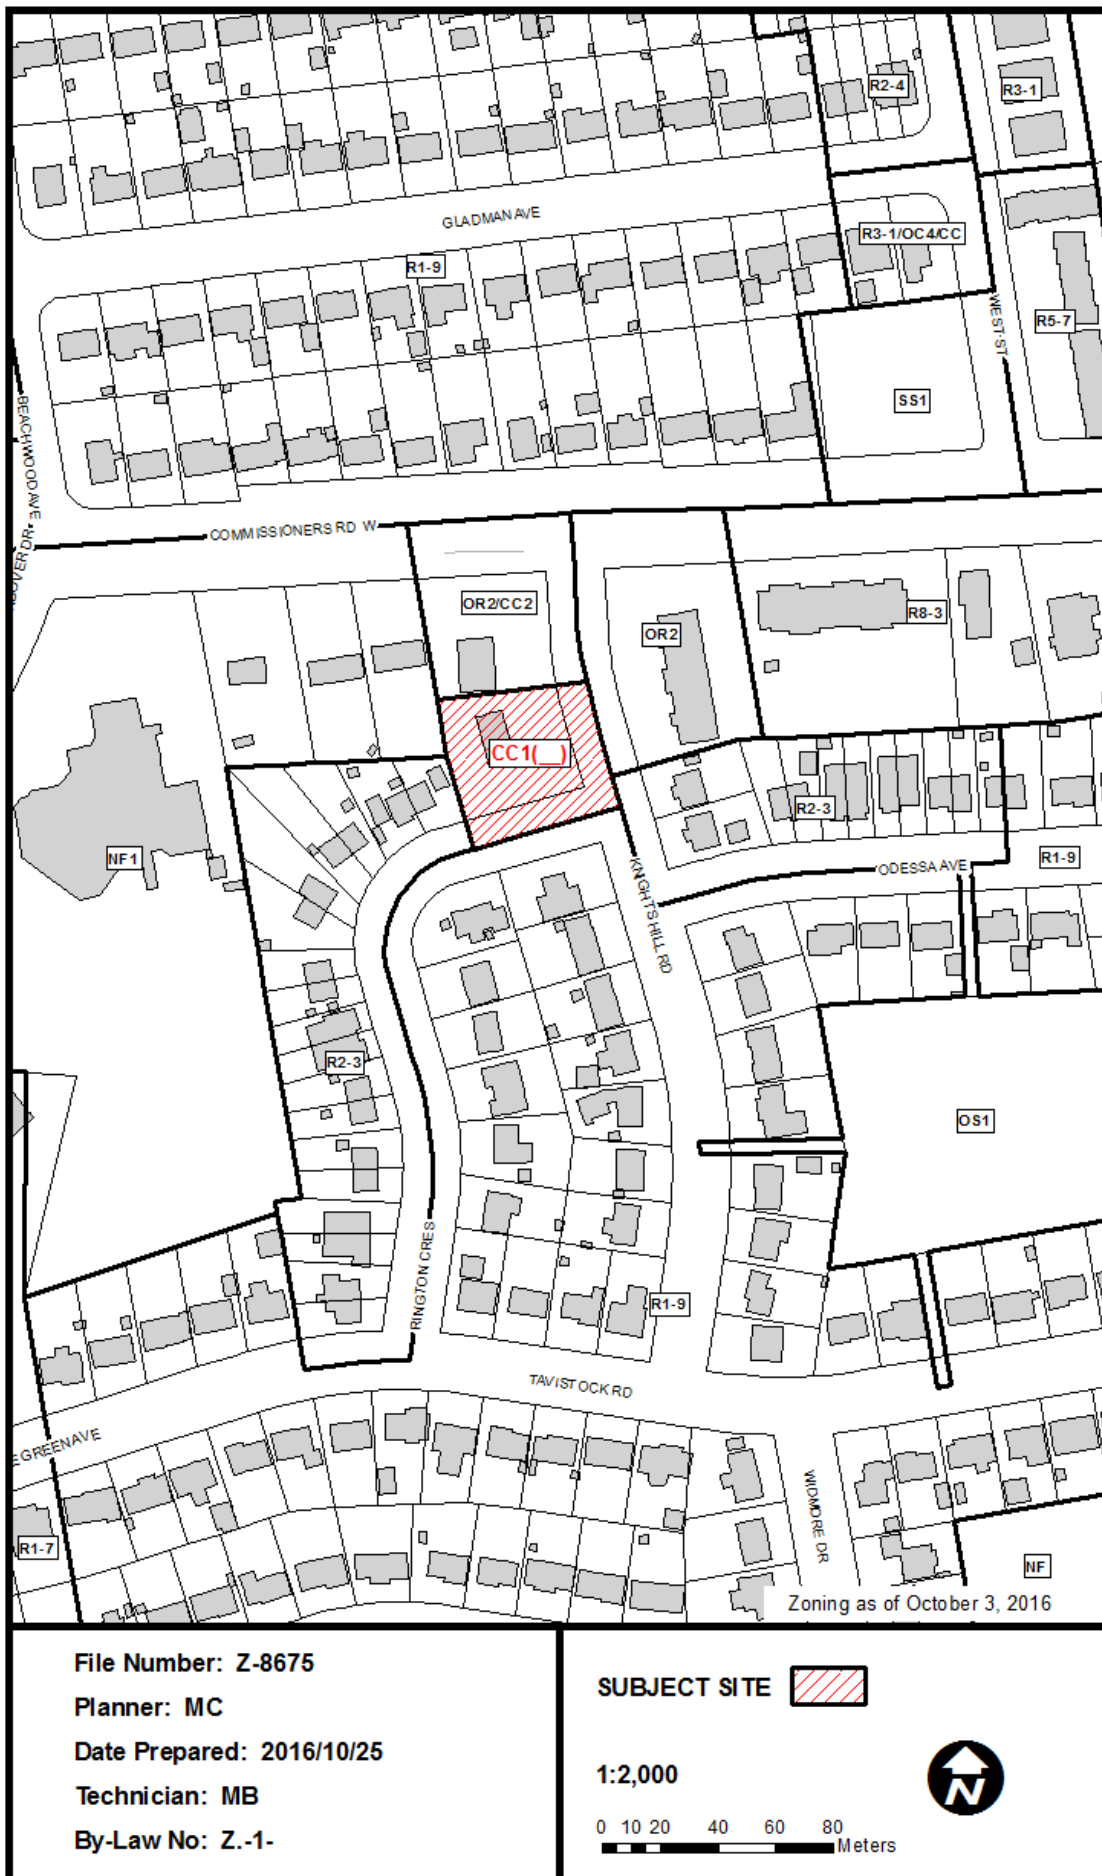 R2-4
R3-1
GLADMAN AVE
R3-1/OC4/CC
R1-9
WEST ST
R5-7
SS1
BEACHWOOD AVE
COMMISSIONERS RD W
OR2/CC2
OR2
R8-3
CC1(__)
R2-3
NF1
KNIGHTS HILL RD
ODESSA AVE
R1-9
R2-3
OS1
RINGTON CRES
R1-9
TAVISTOCK RD
GREEN AVE
WIDMORE DR
R1-7
NF
Zoning as of October 3, 2016
File Number: Z-8675
Planner: MC
Date Prepared: 2016/10/25
Technician: MB
By-Law No: Z.-1-
SUBJECT SITE
1:2,000
N
0 10 20 40 60 80
Meters